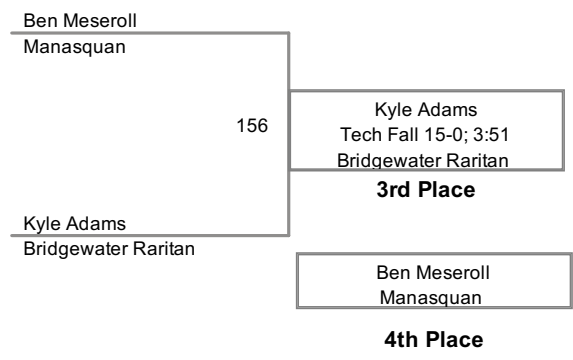 Ben Meseroll
Manasquan
156
Kyle Adams
Tech Fall 15-0; 3:51
Bridgewater Raritan
3rd Place
Kyle Adams
Bridgewater Raritan
Ben Meseroll
Manasquan
4th Place